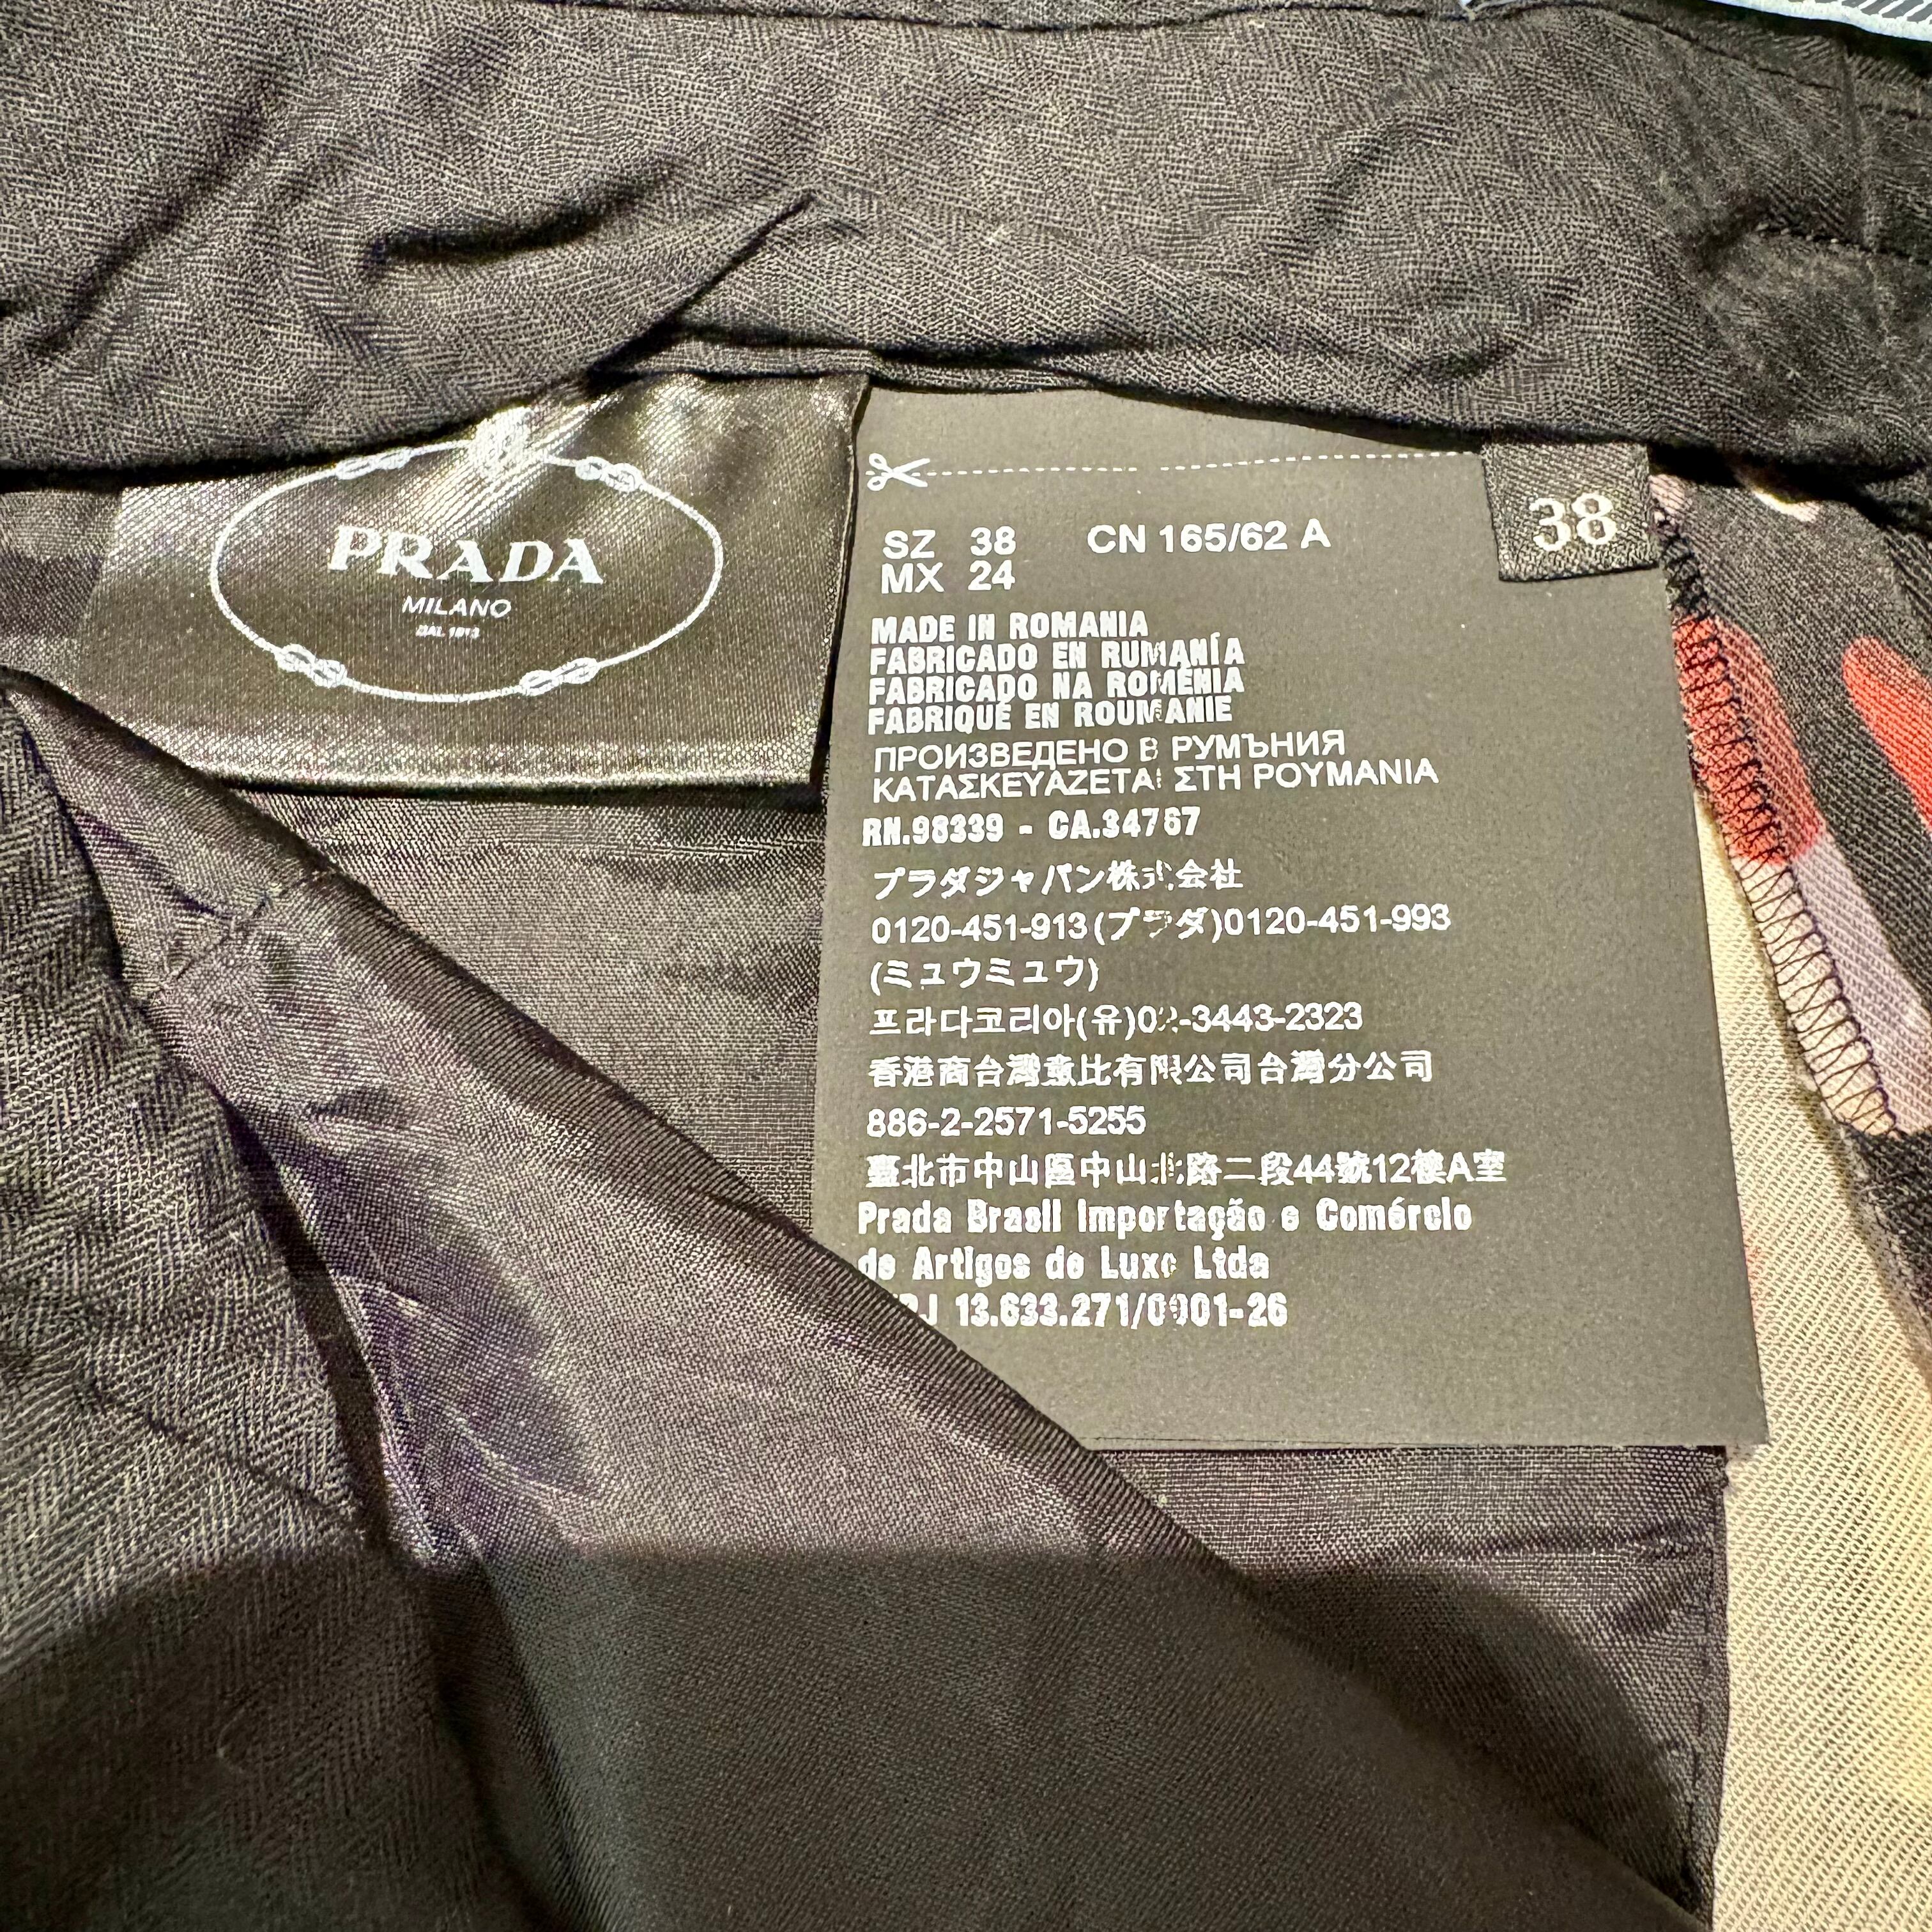 PRADA
MILANO
DAL 1913
SZ 38 CN 165/62 A
MX 24
38
MADE IN ROMANIA
FABRICADO EN RUMANÍA
FABRICADO NA ROMÉNIA
FABRIQUÉ EN ROUMANIE
ПРОИЗВЕДЕНО В РУМЪНИЯ
ΚΑΤΑΣΚΕΥΑΖΕΤΑΙ ΣΤΗ ΡΟΥΜΑΝΙΑ
RN.98339 - CA.34767
プラダジャパン株式会社
0120-451-913(プラダ)0120-451-993
(ミュウミュウ)
프라다코리아(유)02-3443-2323
香港商台灣意比有限公司台灣分公司
886-2-2571-5255
臺北市中山區中山北路二段44號12樓A室
Prada Brasil Importação e Comércio
de Artigos de Luxo Ltda
13.633.271/0001-26